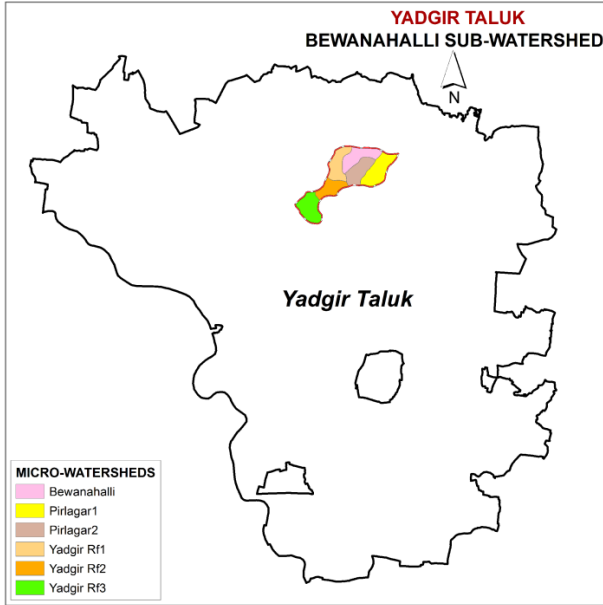 YADGIR TALUK
BEWANAHALLI SUB-WATERSHED
N
Yadgir Taluk
MICRO-WATERSHEDS
Bewanahalli
Pirlagar1
Pirlagar2
Yadgir Rf1
Yadgir Rf2
Yadgir Rf3